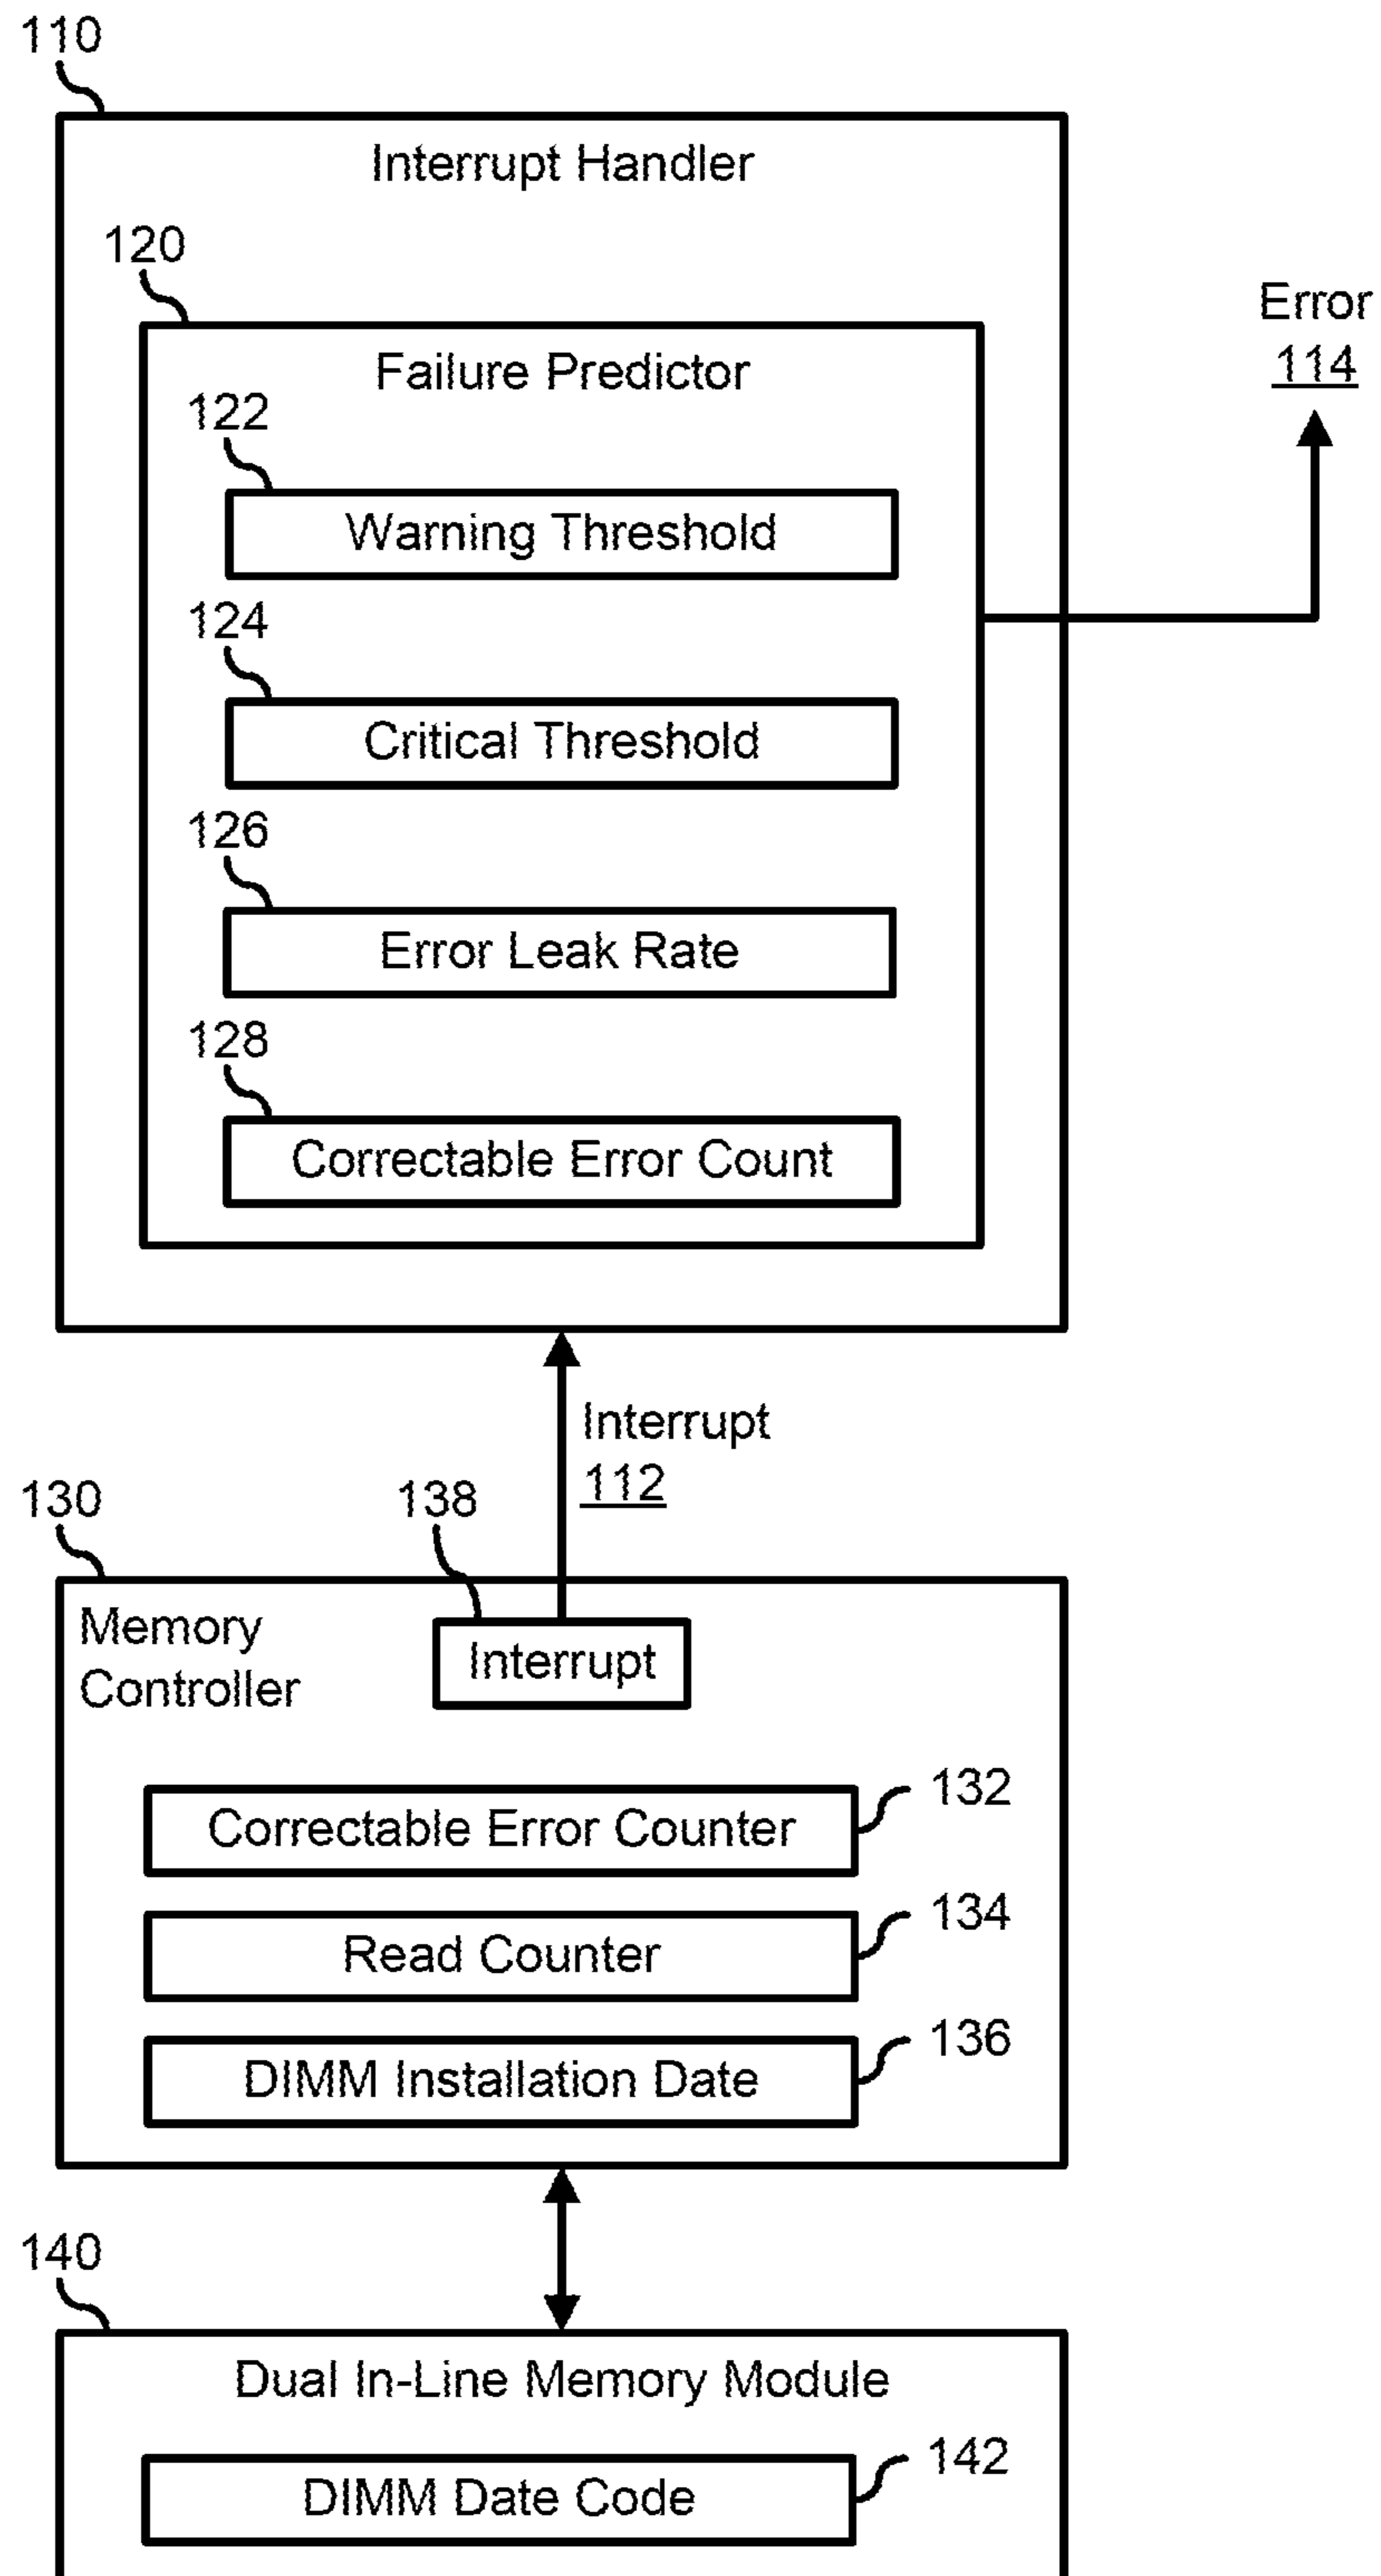 110
Interrupt Handler
120
Error
114
Failure Predictor
122
Warning Threshold
124
Critical Threshold
126
Error Leak Rate
128
Correctable Error Count
Interrupt
112
130
138
Memory
Controller
Interrupt
132
Correctable Error Counter
134
Read Counter
136
DIMM Installation Date
140
Dual In-Line Memory Module
142
DIMM Date Code